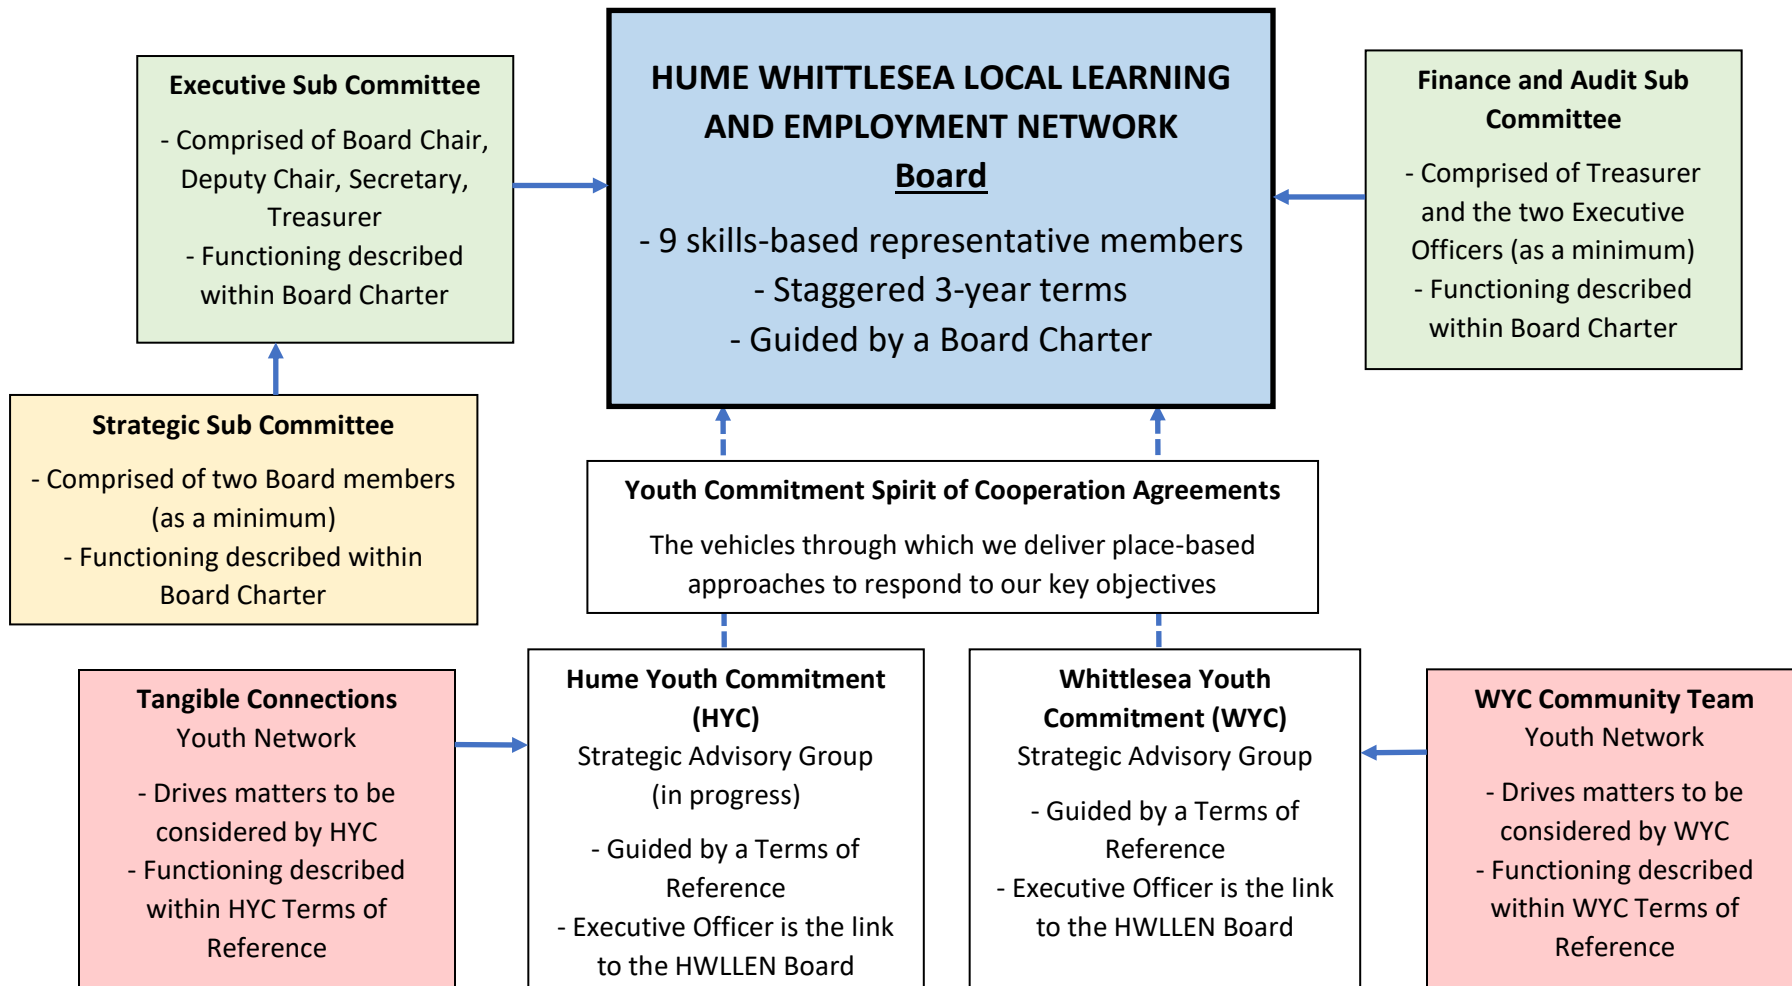 Executive Sub Committee
- Comprised of Board Chair,
Deputy Chair, Secretary,
Treasurer
- Functioning described
within Board Charter
HUME WHITTLESEA LOCAL LEARNING
AND EMPLOYMENT NETWORK
Board
- 9 skills-based representative members
- Staggered 3-year terms
- Guided by a Board Charter
Finance and Audit Sub
Committee
- Comprised of Treasurer
and the two Executive
Officers (as a minimum)
- Functioning described
within Board Charter
Strategic Sub Committee
- Comprised of two Board members
(as a minimum)
- Functioning described within
Board Charter
Youth Commitment Spirit of Cooperation Agreements
The vehicles through which we deliver place-based
approaches to respond to our key objectives
Tangible Connections
Youth Network
- Drives matters to be
considered by HYC
- Functioning described
within HYC Terms of
Reference
Hume Youth Commitment
(HYC)
Strategic Advisory Group
(in progress)
- Guided by a Terms of
Reference
- Executive Officer is the link
to the HWLLEN Board
Whittlesea Youth
Commitment (WYC)
Strategic Advisory Group
- Guided by a Terms of
Reference
- Executive Officer is the link
to the HWLLEN Board
WYC Community Team
Youth Network
- Drives matters to be
considered by WYC
- Functioning described
within WYC Terms of
Reference